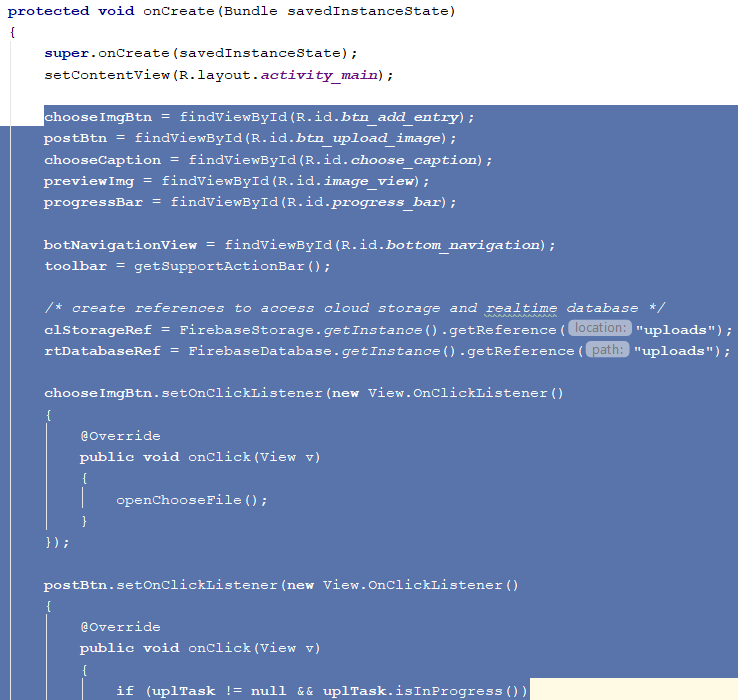 protected void onCreate(Bundle savedInstanceState)
{
super.onCreate(savedInstanceState);
setContentView(R.layout.activity_main);
chooseImgBtn = findViewById(R.id.btn_add_entry);
postBtn = findViewById(R.id.btn_upload_image);
chooseCaption = findViewById(R.id.choose_caption);
previewImg = findViewById(R.id.image_view);
progressBar = findViewById(R.id.progress_bar);
botNavigationView = findViewById(R.id.bottom_navigation);
toolbar = getSupportActionBar();
/* create references to access cloud storage and realtime database */
clStorageRef = FirebaseStorage.getInstance().getReference( location: "uploads");
rtDatabaseRef = FirebaseDatabase.getInstance().getReference( path: "uploads");
chooseImgBtn.setOnClickListener(new View.OnClickListener()
{
@Override
public void onClick(View v)
{
openChooseFile();
}
});
postBtn.setOnClickListener(new View.OnClickListener()
{
@Override
public void onClick(View v)
{
if (uplTask != null && uplTask.isInProgress())